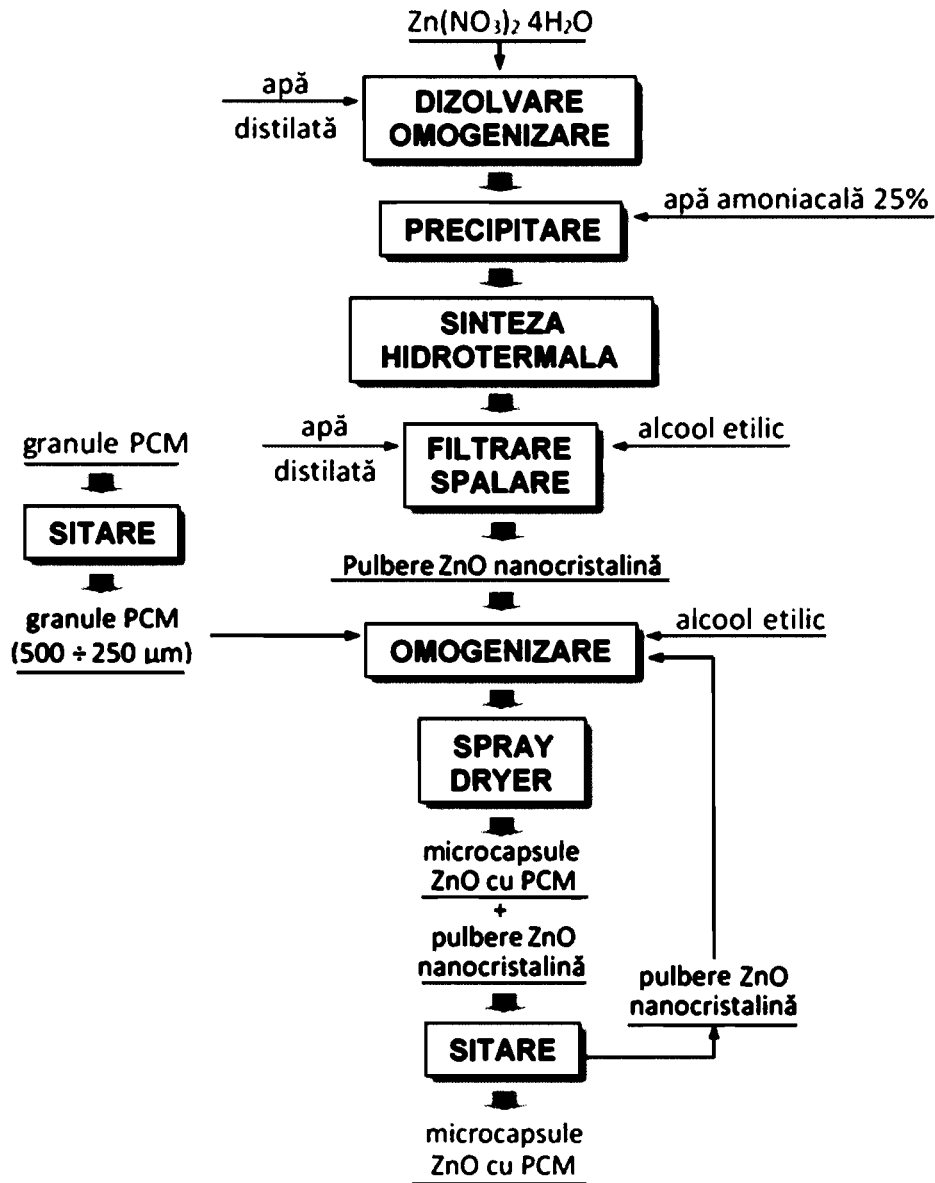 Zn(NO₃)₂ 4H₂O
apă
distilată
DIZOLVARE
OMOGENIZARE
apă amoniacală 25%
PRECIPITARE
SINTEZA
HIDROTERMALA
apă
distilată
alcool etilic
FILTRARE
SPALARE
granule PCM
SITARE
granule PCM
(500 ÷ 250 µm)
Pulbere ZnO nanocristalină
alcool etilic
OMOGENIZARE
SPRAY
DRYER
microcapsule
ZnO cu PCM
+
pulbere ZnO
nanocristalină
pulbere ZnO
nanocristalină
SITARE
microcapsule
ZnO cu PCM